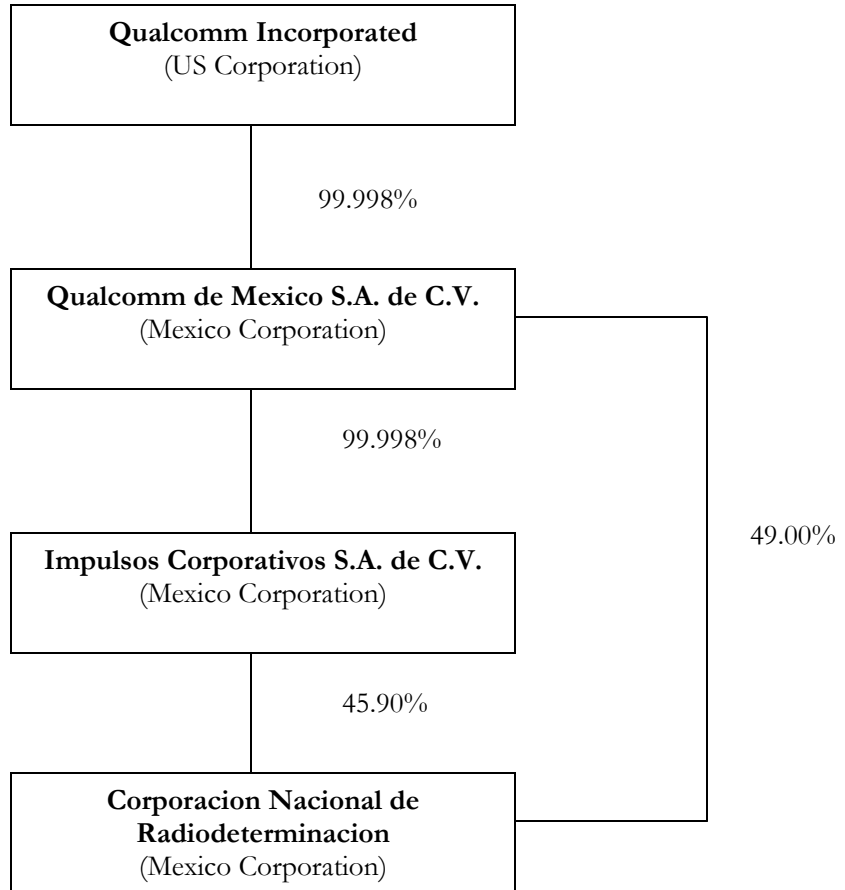 Qualcomm Incorporated
(US Corporation)
99.998%
Qualcomm de Mexico S.A. de C.V.
(Mexico Corporation)
99.998%
49.00%
Impulsos Corporativos S.A. de C.V.
(Mexico Corporation)
45.90%
Corporacion Nacional de
Radiodeterminacion
(Mexico Corporation)